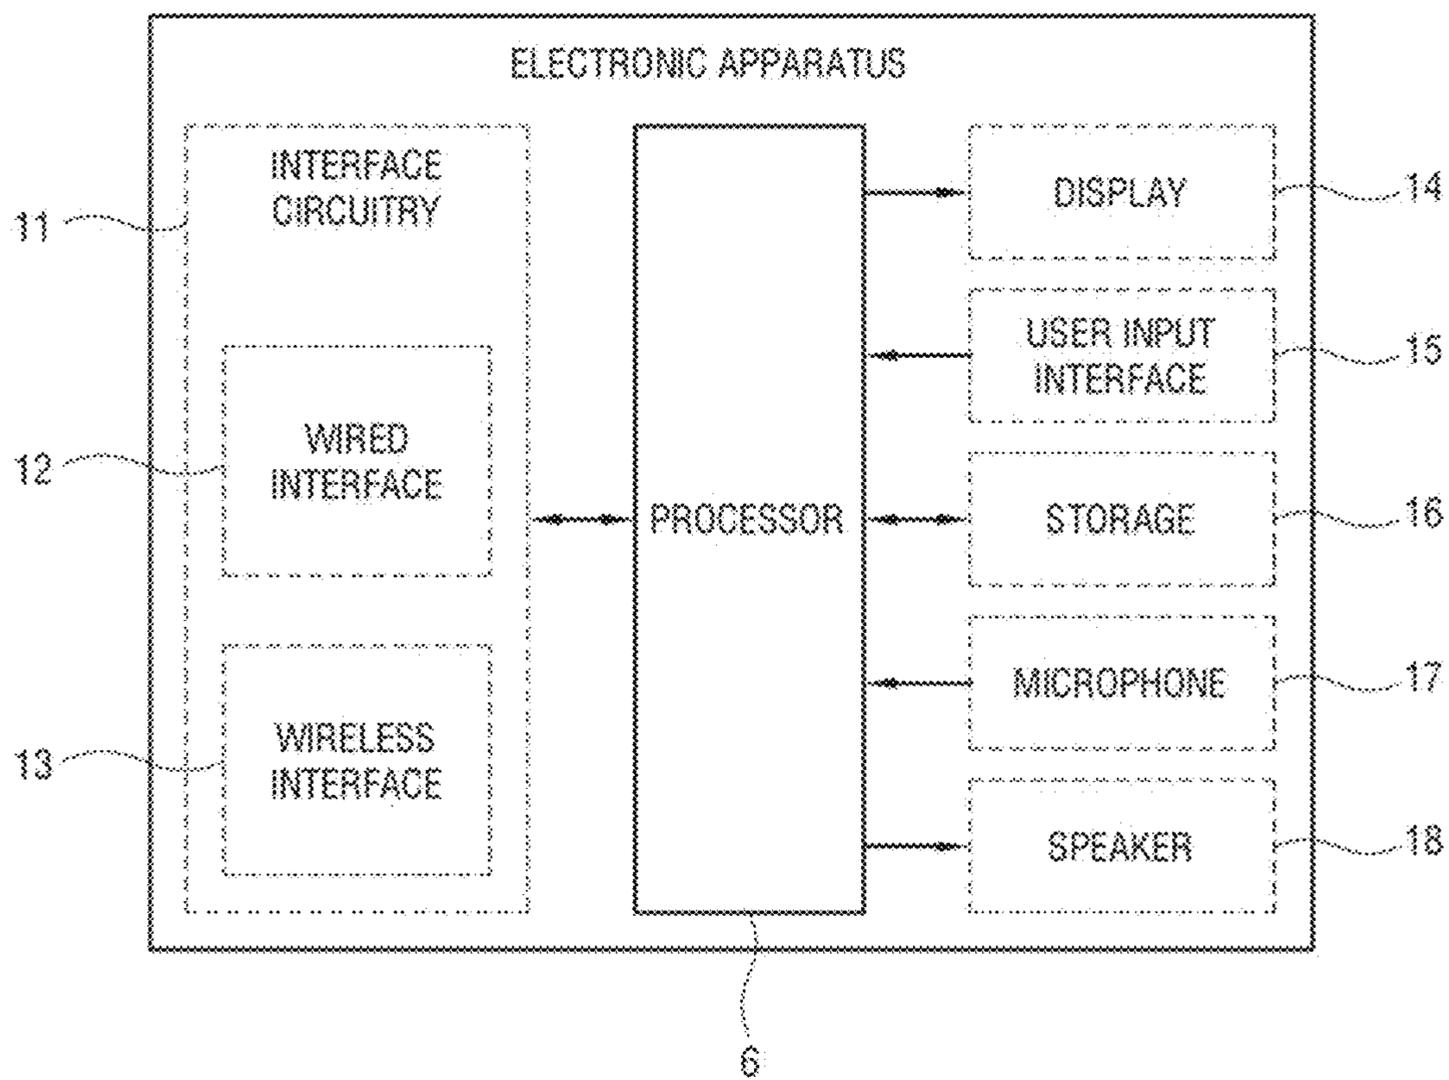 ELECTRONIC APPARATUS
INTERFACE
CIRCUITRY
11
WIRED
INTERFACE
12
WIRELESS
INTERFACE
13
PROCESSOR
6
DISPLAY
14
USER INPUT
INTERFACE
15
STORAGE
16
MICROPHONE
17
SPEAKER
18